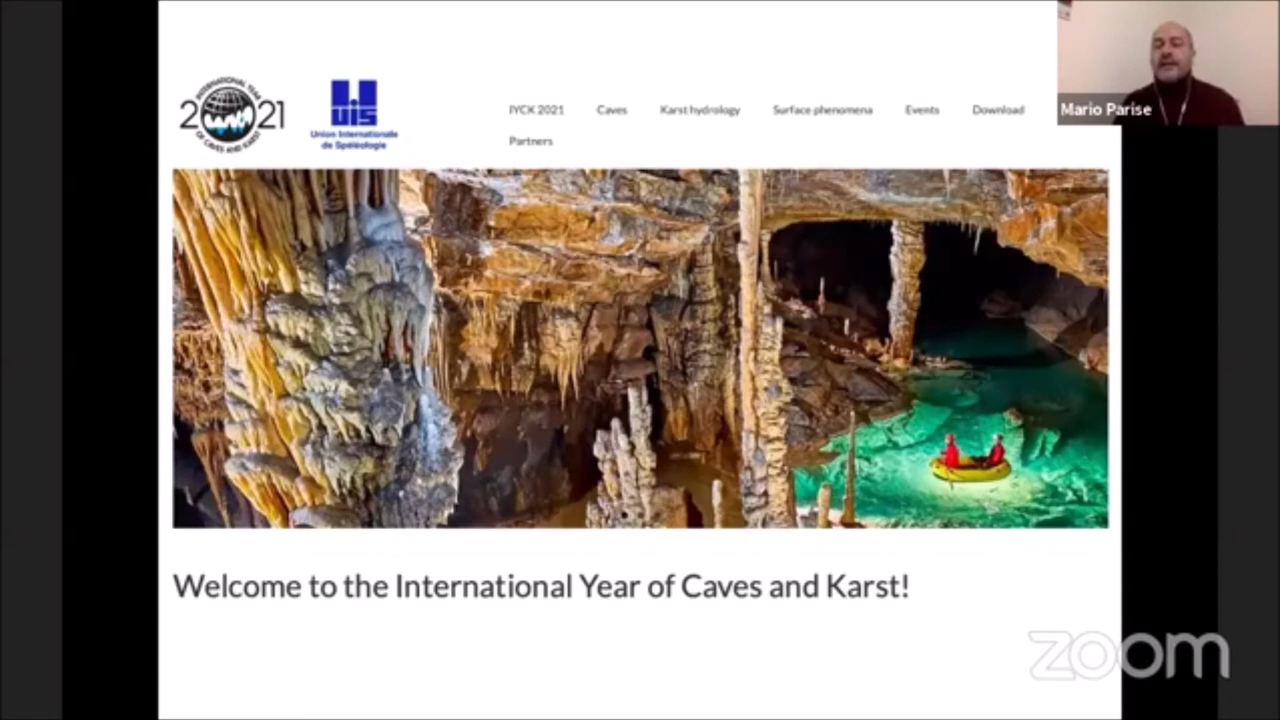 INTERNATIONAL YEAR
2021
OF CAVES AND KARST
UIS
Union Internationale
de Spéléologie
IYCK 2021 Caves Karst hydrology Surface phenomena Events Download
Partners
Mario Parise
Welcome to the International Year of Caves and Karst!
zoom